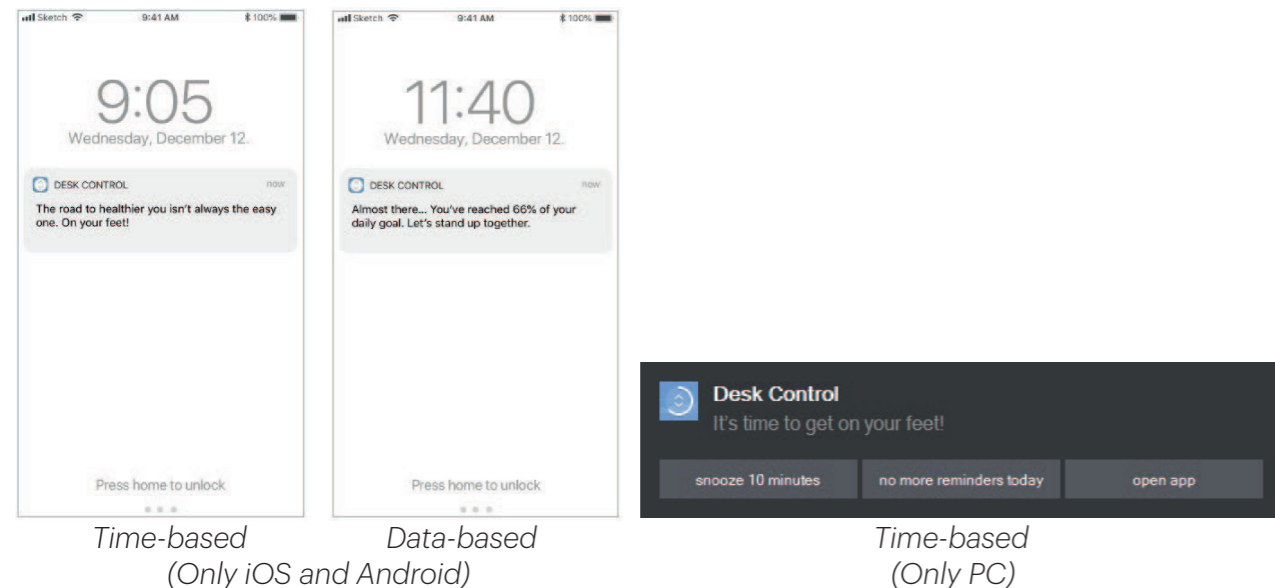 Sketch 9:41 AM 100%
9:05
Wednesday, December 12.
DESK CONTROL now
The road to healthier you isn't always the easy
one. On your feet!
Press home to unlock
Sketch 9:41 AM 100%
11:40
Wednesday, December 12.
DESK CONTROL now
Almost there... You've reached 66% of your
daily goal. Let's stand up together.
Press home to unlock
Desk Control
It's time to get on your feet!
snooze 10 minutes no more reminders today open app
Time-based Data-based
(Only iOS and Android)
Time-based
(Only PC)